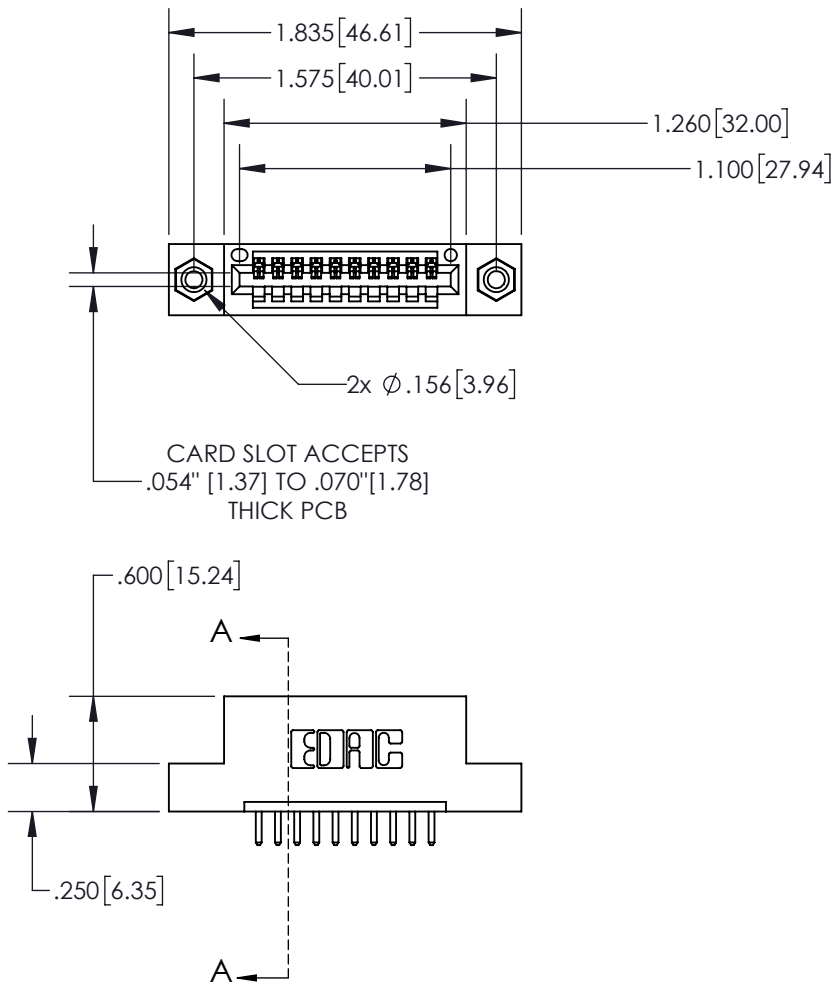 1.835[46.61]
1.575[40.01]
1.260[32.00]
1.100[27.94]
2x ∅.156[3.96]
CARD SLOT ACCEPTS
.054" [1.37] TO .070"[1.78]
THICK PCB
.600[15.24]
A
EDAC
.250[6.35]
A